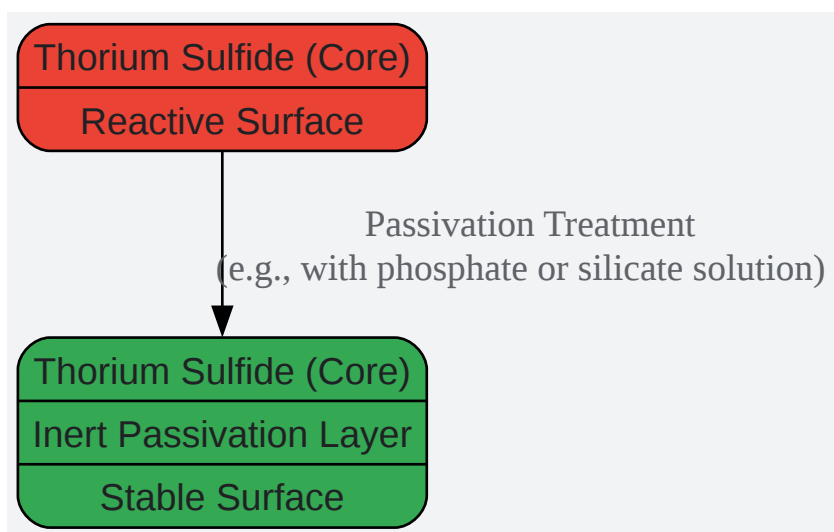 Thorium Sulfide (Core)
Reactive Surface
Passivation Treatment
(e.g., with phosphate or silicate solution)
Thorium Sulfide (Core)
Inert Passivation Layer
Stable Surface